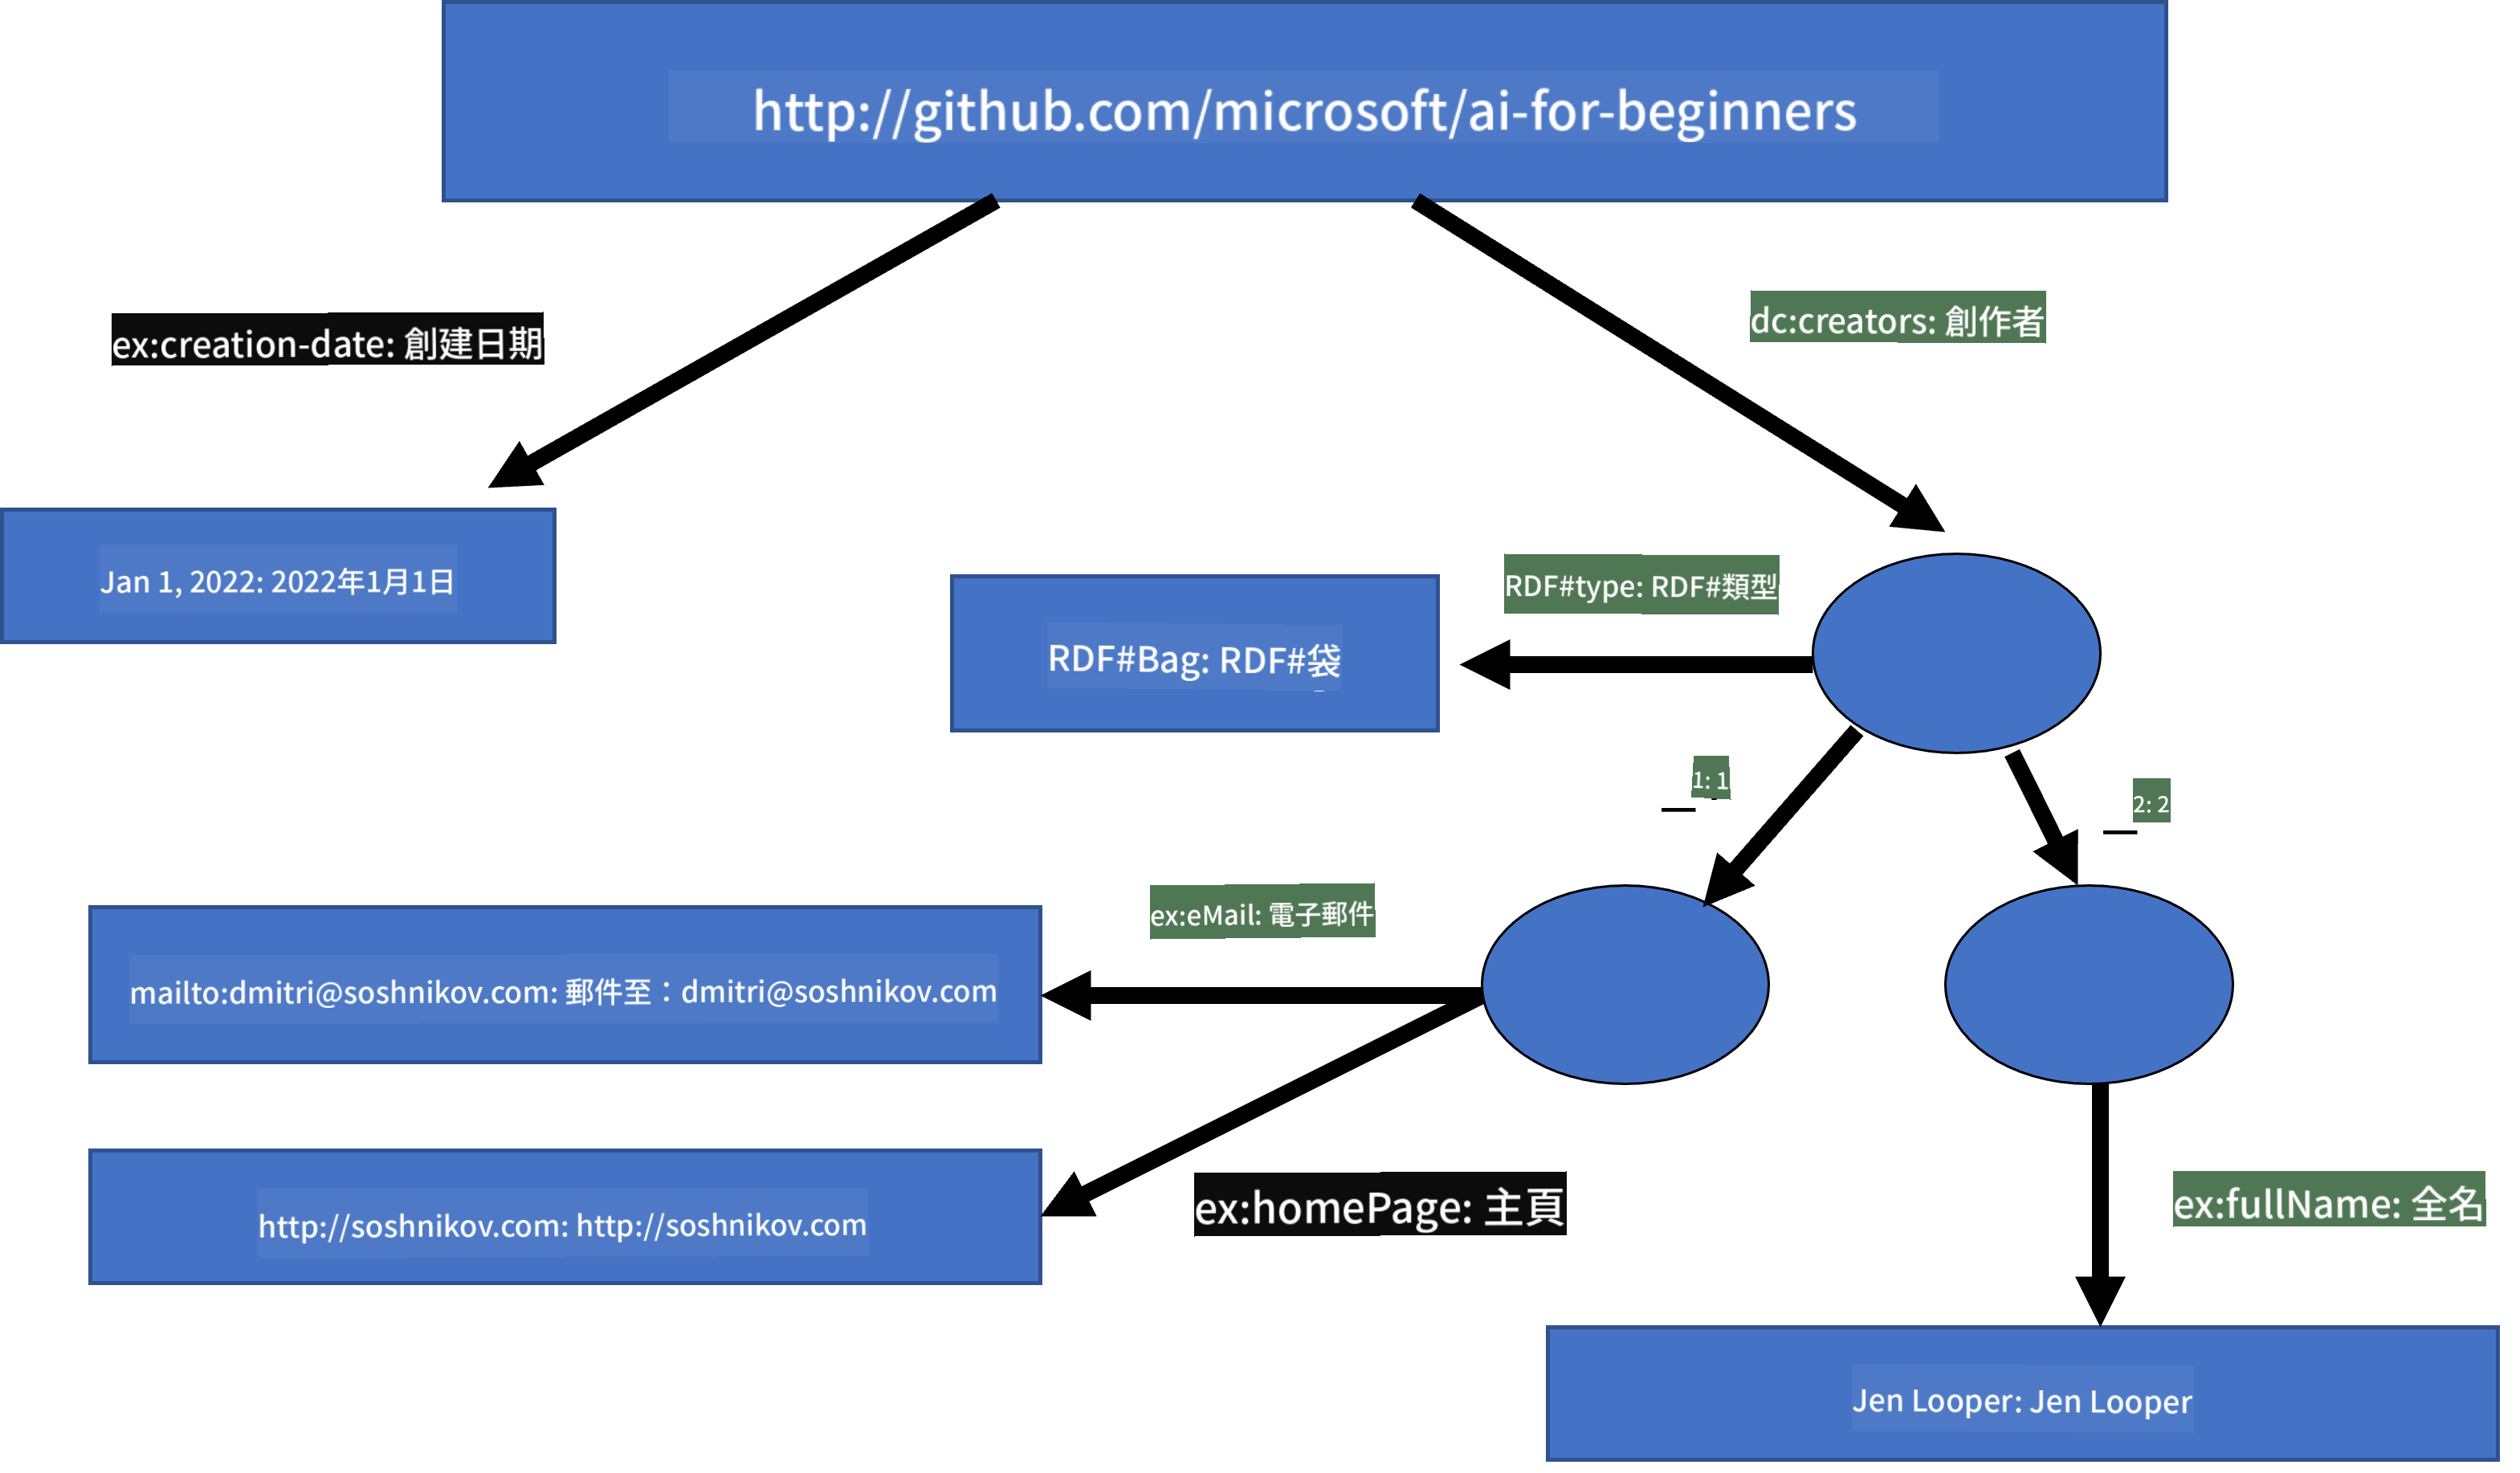 http://github.com/microsoft/ai-for-beginners
ex:creation-date: 創建日期
dc:creators: 創作者
Jan 1, 2022: 2022年1月1日
RDF#type: RDF#類型
RDF#Bag: RDF#袋
1: 1
2: 2
ex:eMail: 電子郵件
mailto:dmitri@soshnikov.com: 郵件至：dmitri@soshnikov.com
ex:homePage: 主頁
ex:fullName: 全名
http://soshnikov.com: http://soshnikov.com
Jen Looper: Jen Looper